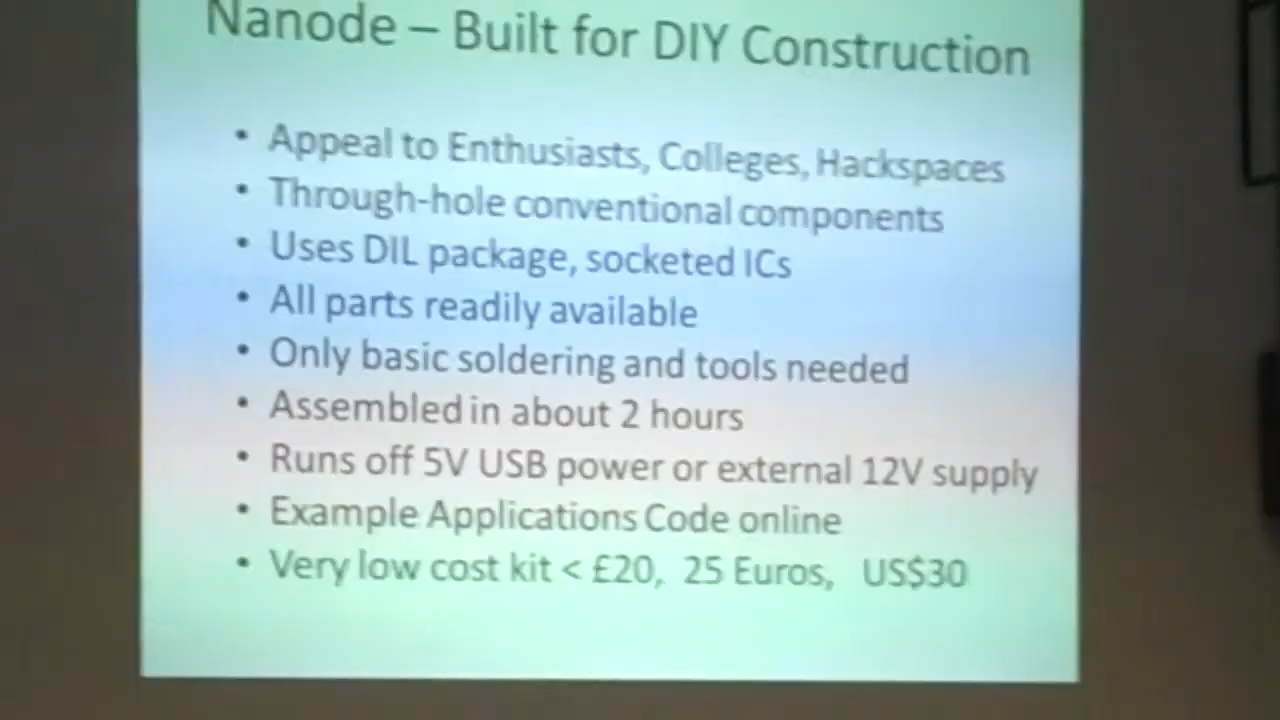 Nanode – Built for DIY Construction
• Appeal to Enthusiasts, Colleges, Hackspaces
• Through-hole conventional components
• Uses DIL package, socketed ICs
• All parts readily available
• Only basic soldering and tools needed
• Assembled in about 2 hours
• Runs off 5V USB power or external 12V supply
• Example Applications Code online
• Very low cost kit < £20, 25 Euros, US$30